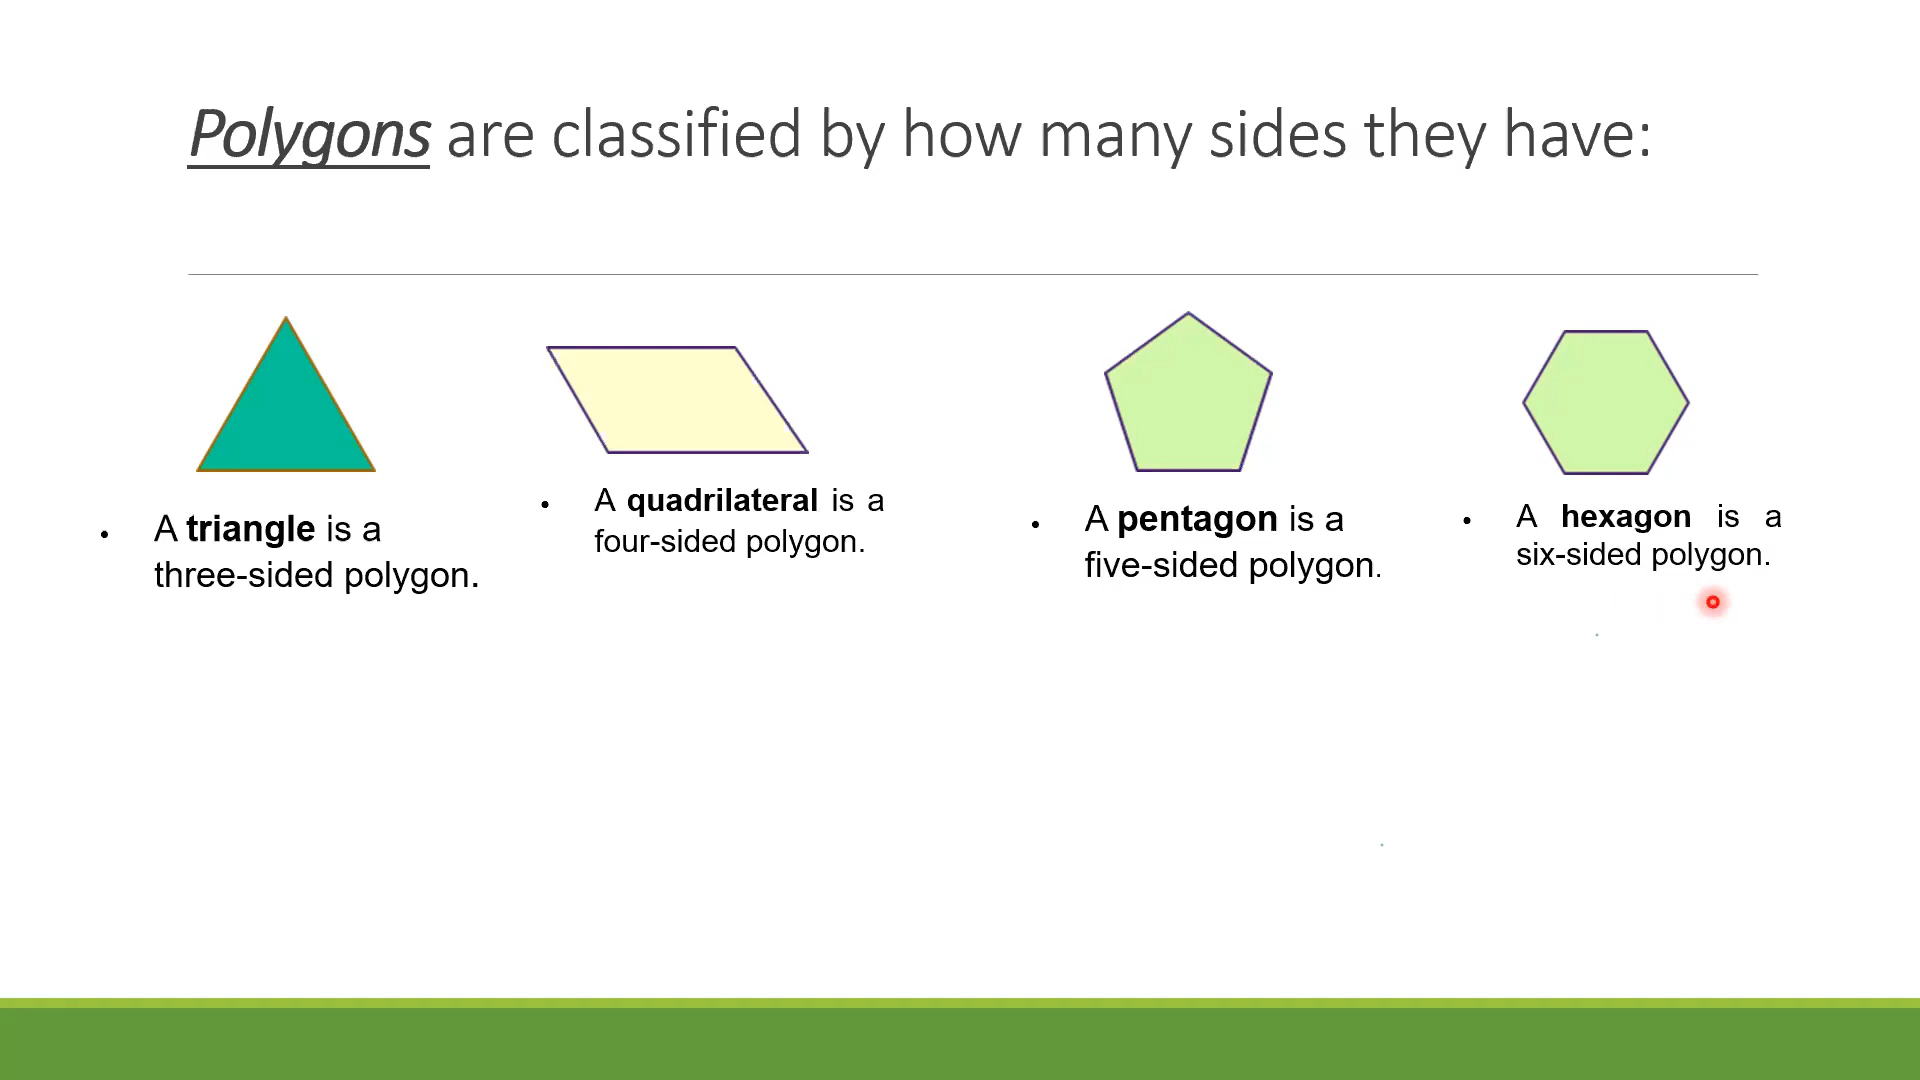 Polygons are classified by how many sides they have:
• A triangle is a
three-sided polygon.
• A quadrilateral is a
four-sided polygon.
• A pentagon is a
five-sided polygon.
• A hexagon is a
six-sided polygon.